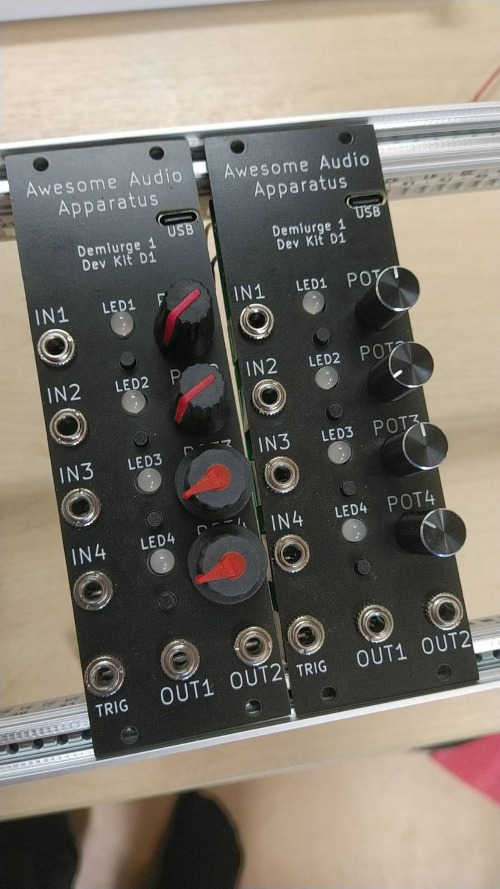 Awesome Audio
Apparatus
USB
Demiurge 1
Dev Kit D1
IN1
LED1
IN2
LED2
IN3
LED3
IN4
LED4
TRIG
OUT1
OUT2
Awesome Audio
Apparatus
USB
Demiurge 1
Dev Kit D1
IN1
LED1
POT
IN2
LED2
IN3
LED3
POT3
IN4
LED4
POT4
TRIG
OUT1
OUT2